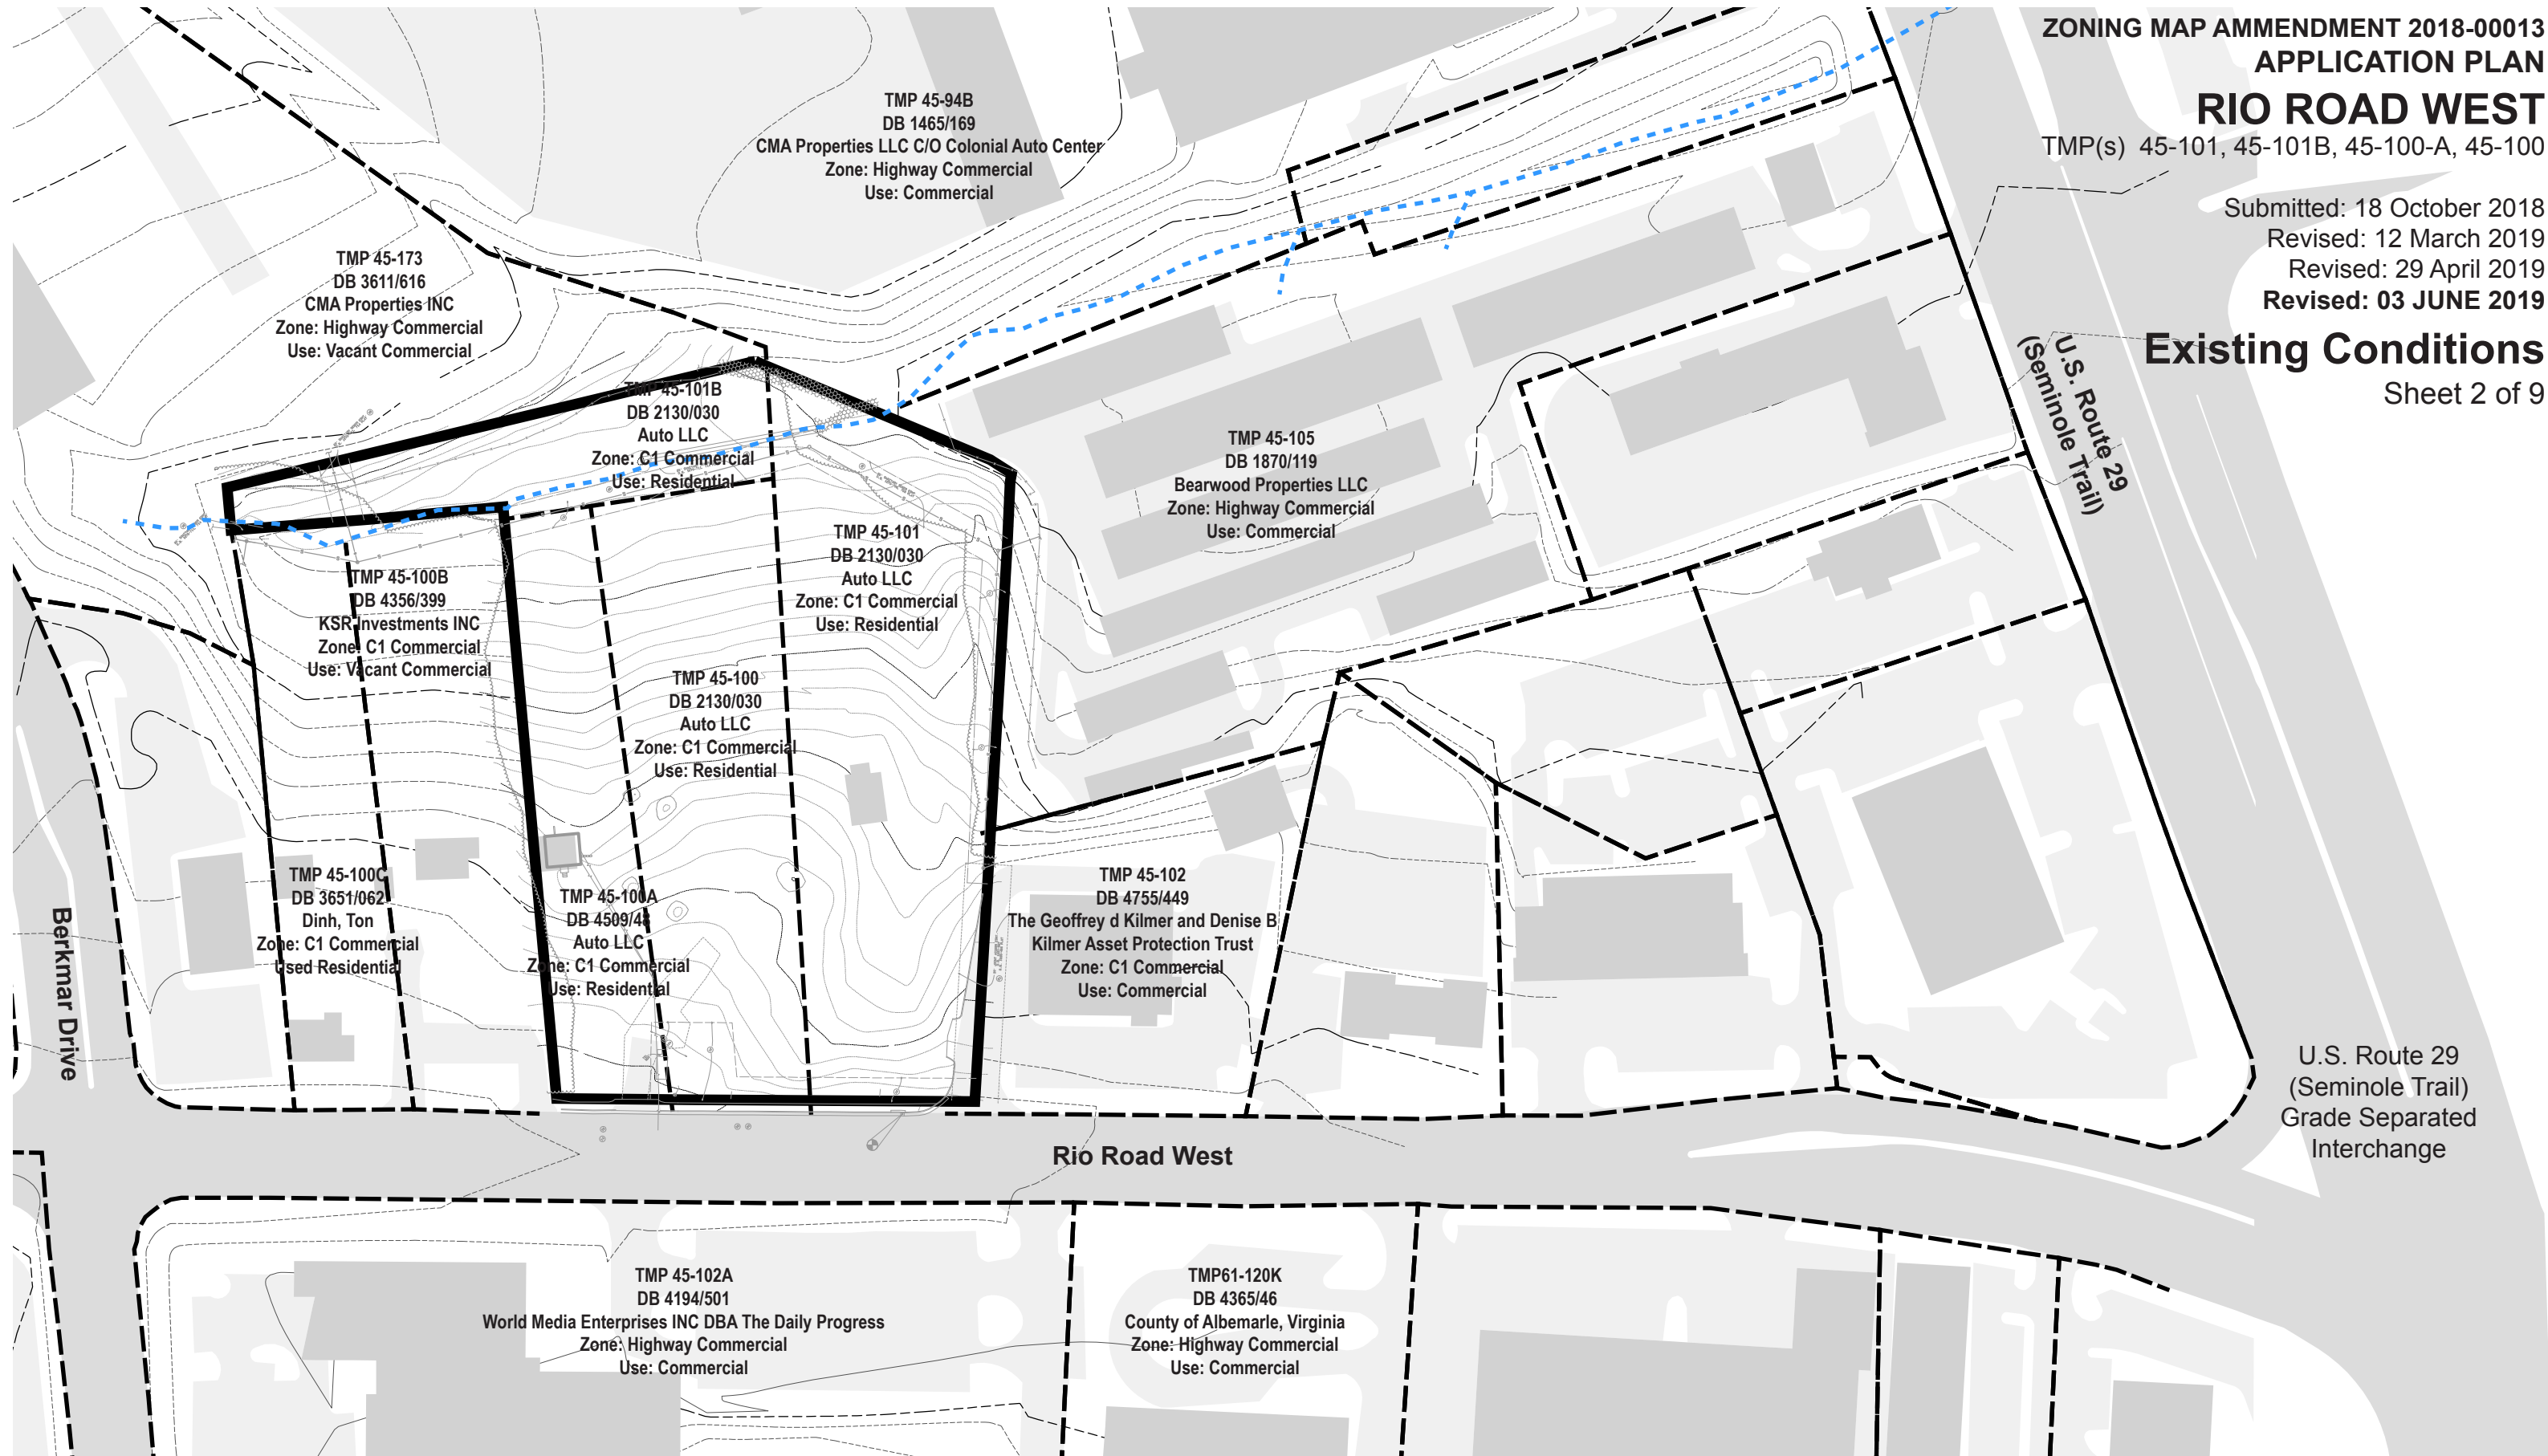 ZONING MAP AMMENDMENT 2018-00013
APPLICATION PLAN
RIO ROAD WEST
TMP(s) 45-101, 45-101B, 45-100-A, 45-100
Submitted: 18 October 2018
Revised: 12 March 2019
Revised: 29 April 2019
Revised: 03 JUNE 2019
Existing Conditions
Sheet 2 of 9
TMP 45-94B
DB 1465/169
CMA Properties LLC C/O Colonial Auto Center
Zone: Highway Commercial
Use: Commercial
TMP 45-173
DB 3611/616
CMA Properties INC
Zone: Highway Commercial
Use: Vacant Commercial
TMP 45-101B
DB 2130/030
Auto LLC
Zone: C1 Commercial
Use: Residential
TMP 45-105
DB 1870/119
Bearwood Properties LLC
Zone: Highway Commercial
Use: Commercial
U.S. Route 29
(Seminole Trail)
TMP 45-101
DB 2130/030
Auto LLC
Zone: C1 Commercial
Use: Residential
TMP 45-100B
DB 4356/399
KSR Investments INC
Zone: C1 Commercial
Use: Vacant Commercial
TMP 45-100
DB 2130/030
Auto LLC
Zone: C1 Commercial
Use: Residential
TMP 45-100C
DB 3651/062
Dinh, Ton
Zone: C1 Commercial
Used Residential
TMP 45-100A
DB 4509/48
Auto LLC
Zone: C1 Commercial
Use: Residential
TMP 45-102
DB 4755/449
The Geoffrey d Kilmer and Denise B
Kilmer Asset Protection Trust
Zone: C1 Commercial
Use: Commercial
Berkmar Drive
U.S. Route 29
(Seminole Trail)
Grade Separated
Interchange
Rio Road West
TMP 45-102A
DB 4194/501
World Media Enterprises INC DBA The Daily Progress
Zone: Highway Commercial
Use: Commercial
TMP61-120K
DB 4365/46
County of Albemarle, Virginia
Zone: Highway Commercial
Use: Commercial